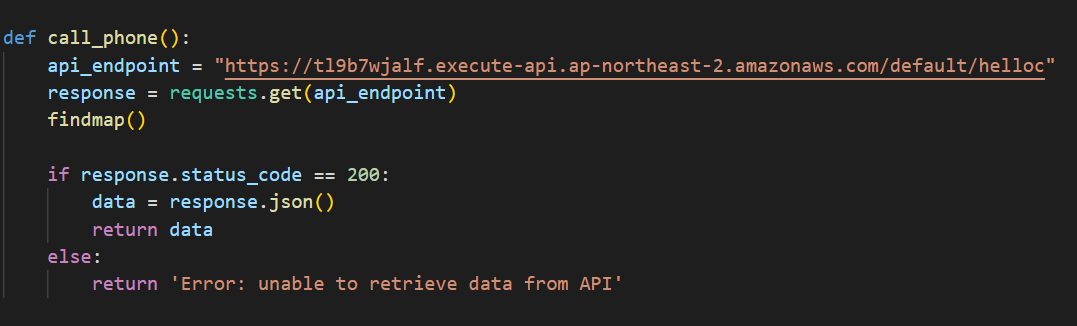 def call_phone():
    api_endpoint = "https://tl9b7wjalf.execute-api.ap-northeast-2.amazonaws.com/default/helloc"
    response = requests.get(api_endpoint)
    findmap()

    if response.status_code == 200:
        data = response.json()
        return data
    else:
        return 'Error: unable to retrieve data from API'